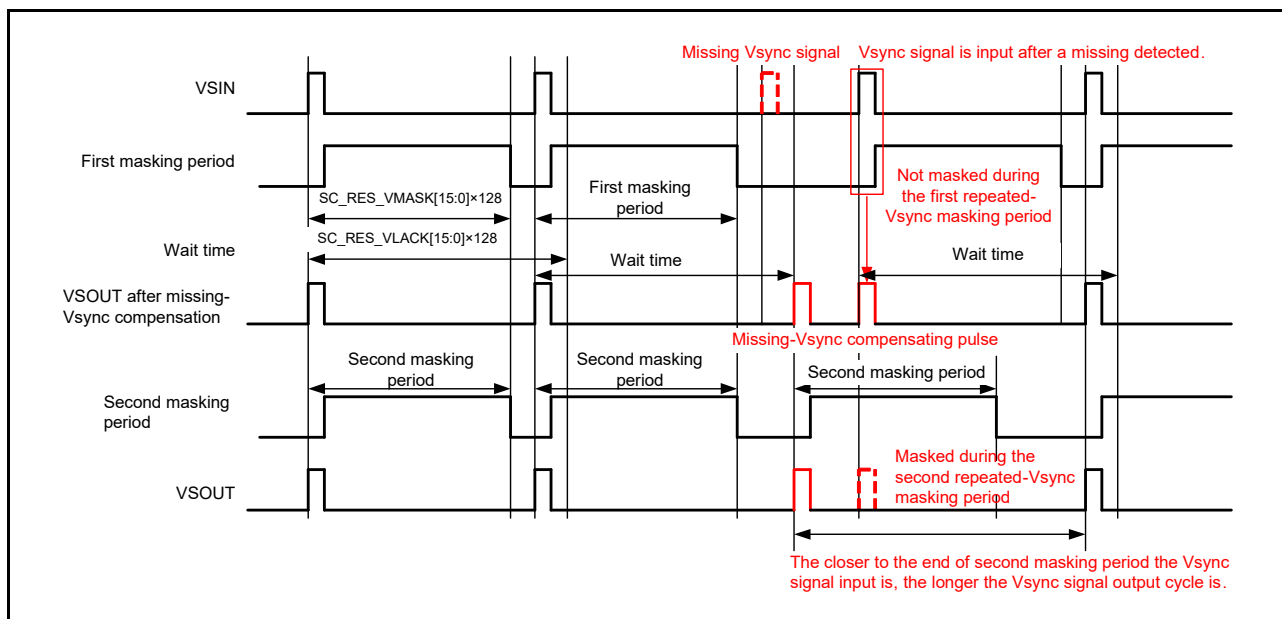 Missing Vsync signal
Vsync signal is input after a missing detected.
VSIN
First masking period
SC_RES_VMASK[15:0]×128
First masking
period
Not masked during
the first repeated-
Vsync masking period
SC_RES_VLACK[15:0]×128
Wait time
Wait time
Wait time
VSOUT after missing-
Vsync compensation
Missing-Vsync compensating pulse
Second masking
period
Second masking
period
Second masking period
Second masking
period
Masked during the
second repeated-Vsync
masking period
VSOUT
The closer to the end of second masking period the Vsync
signal input is, the longer the Vsync signal output cycle is.